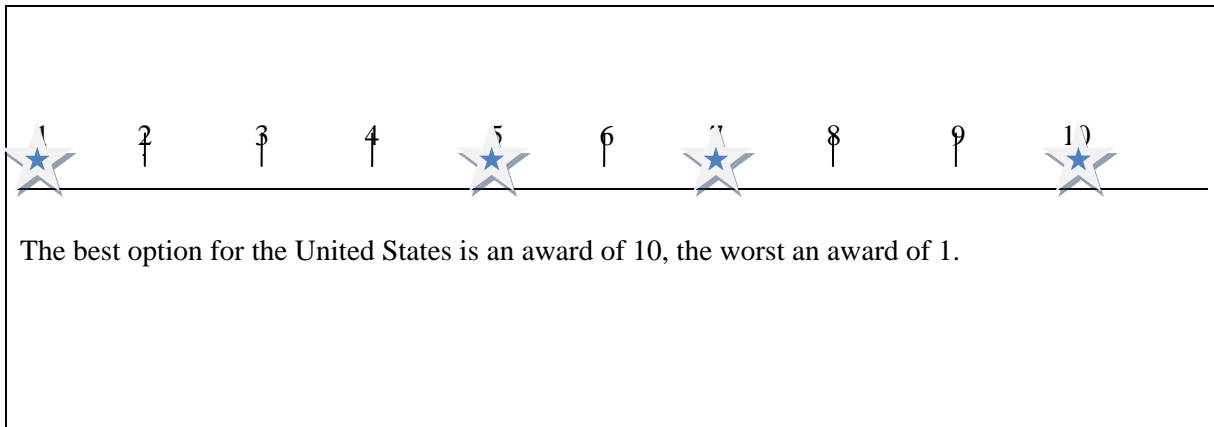 1 2 3 4 5 6 7 8 9 10
The best option for the United States is an award of 10, the worst an award of 1.